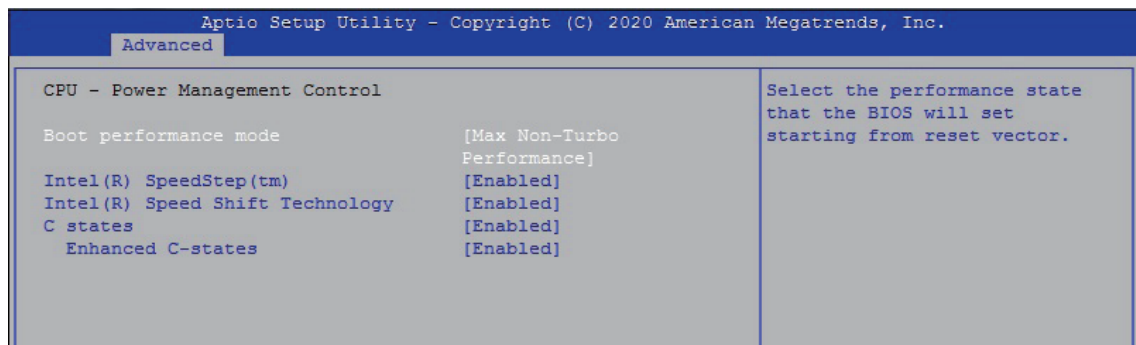 Aptio Setup Utility - Copyright (C) 2020 American Megatrends, Inc.
Advanced
CPU - Power Management Control
Boot performance mode [Max Non-Turbo
Performance]
Intel(R) SpeedStep(tm) [Enabled]
Intel(R) Speed Shift Technology [Enabled]
C states [Enabled]
Enhanced C-states [Enabled]
Select the performance state
that the BIOS will set
starting from reset vector.